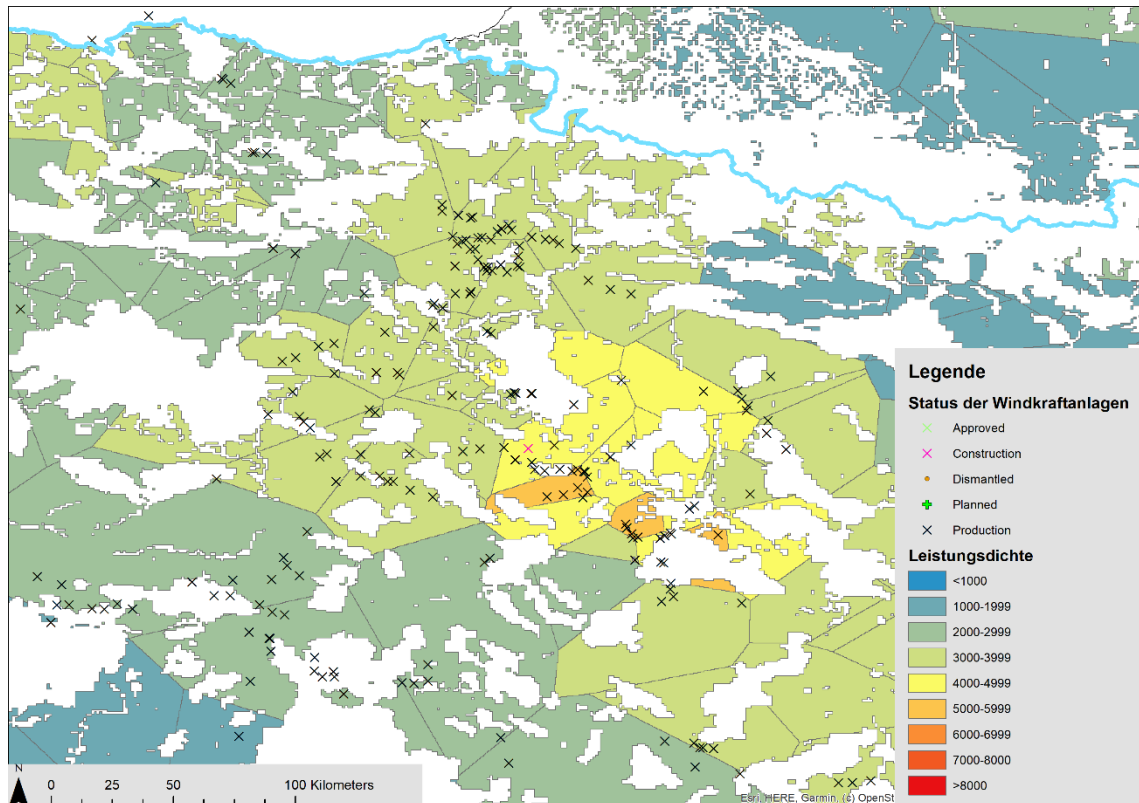 Legende
Status der Windkraftanlagen
Approved
Construction
Dismantled
Planned
Production
Leistungsdichte
<1000
1000-1999
2000-2999
3000-3999
4000-4999
5000-5999
6000-6999
7000-8000
>8000
N
0 50 100 Kilometers
Esri, HERE, Garmin, (c) OpenSt